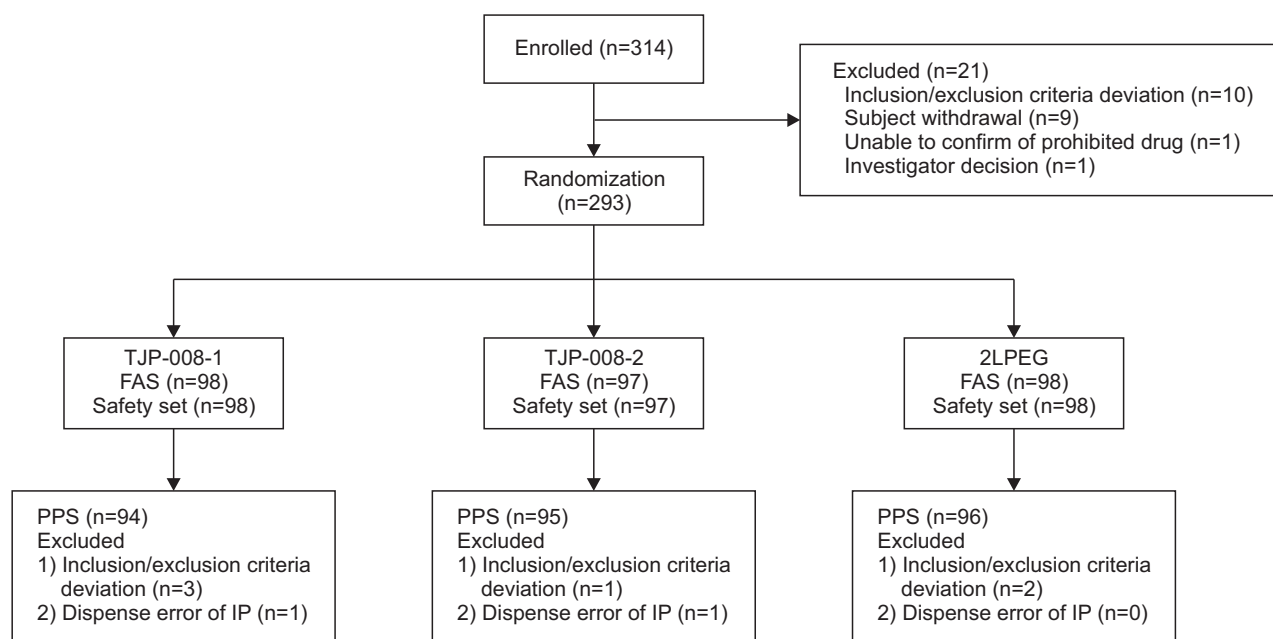 Enrolled (n=314)
Excluded (n=21)
Inclusion/exclusion criteria deviation (n=10)
Subject withdrawal (n=9)
Unable to confirm of prohibited drug (n=1)
Investigator decision (n=1)
Randomization
(n=293)
TJP-008-1
FAS (n=98)
Safety set (n=98)
TJP-008-2
FAS (n=97)
Safety set (n=97)
2LPEG
FAS (n=98)
Safety set (n=98)
PPS (n=94)
Excluded
1) Inclusion/exclusion criteria
deviation (n=3)
2) Dispense error of IP (n=1)
PPS (n=95)
Excluded
1) Inclusion/exclusion criteria
deviation (n=1)
2) Dispense error of IP (n=1)
PPS (n=96)
Excluded
1) Inclusion/exclusion criteria
deviation (n=2)
2) Dispense error of IP (n=0)